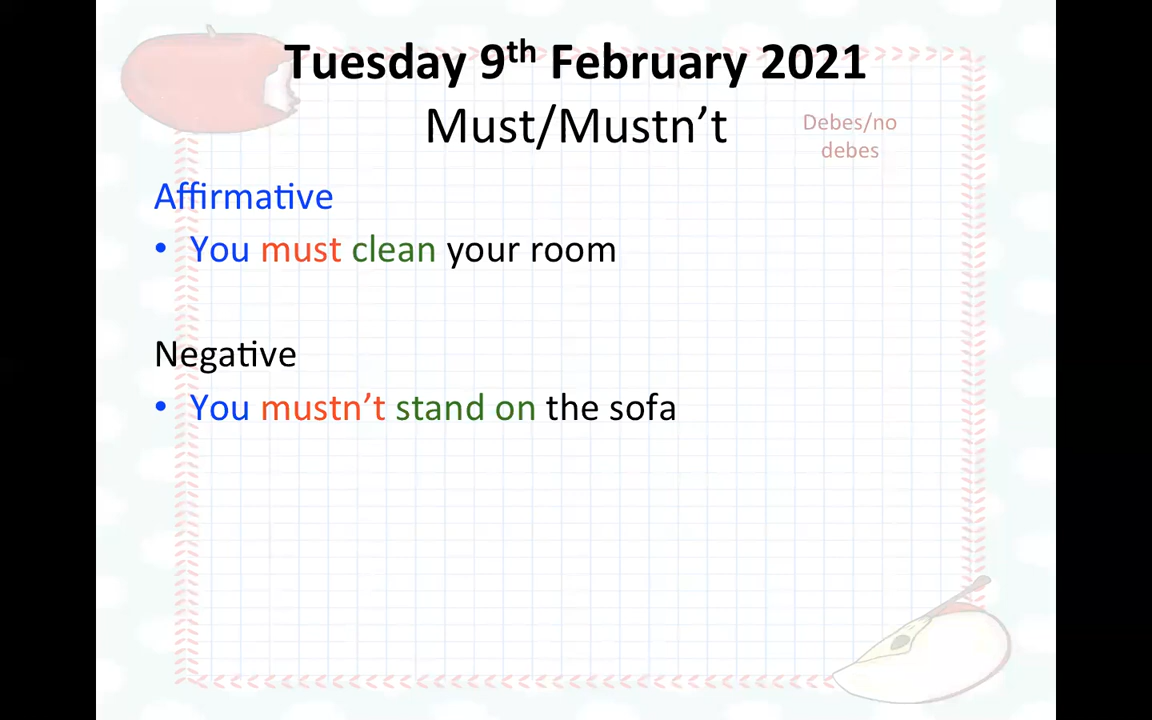 Tuesday 9th February 2021
Must/Mustn’t
Debes/no
debes
Affirmative
• You must clean your room
Negative
• You mustn’t stand on the sofa